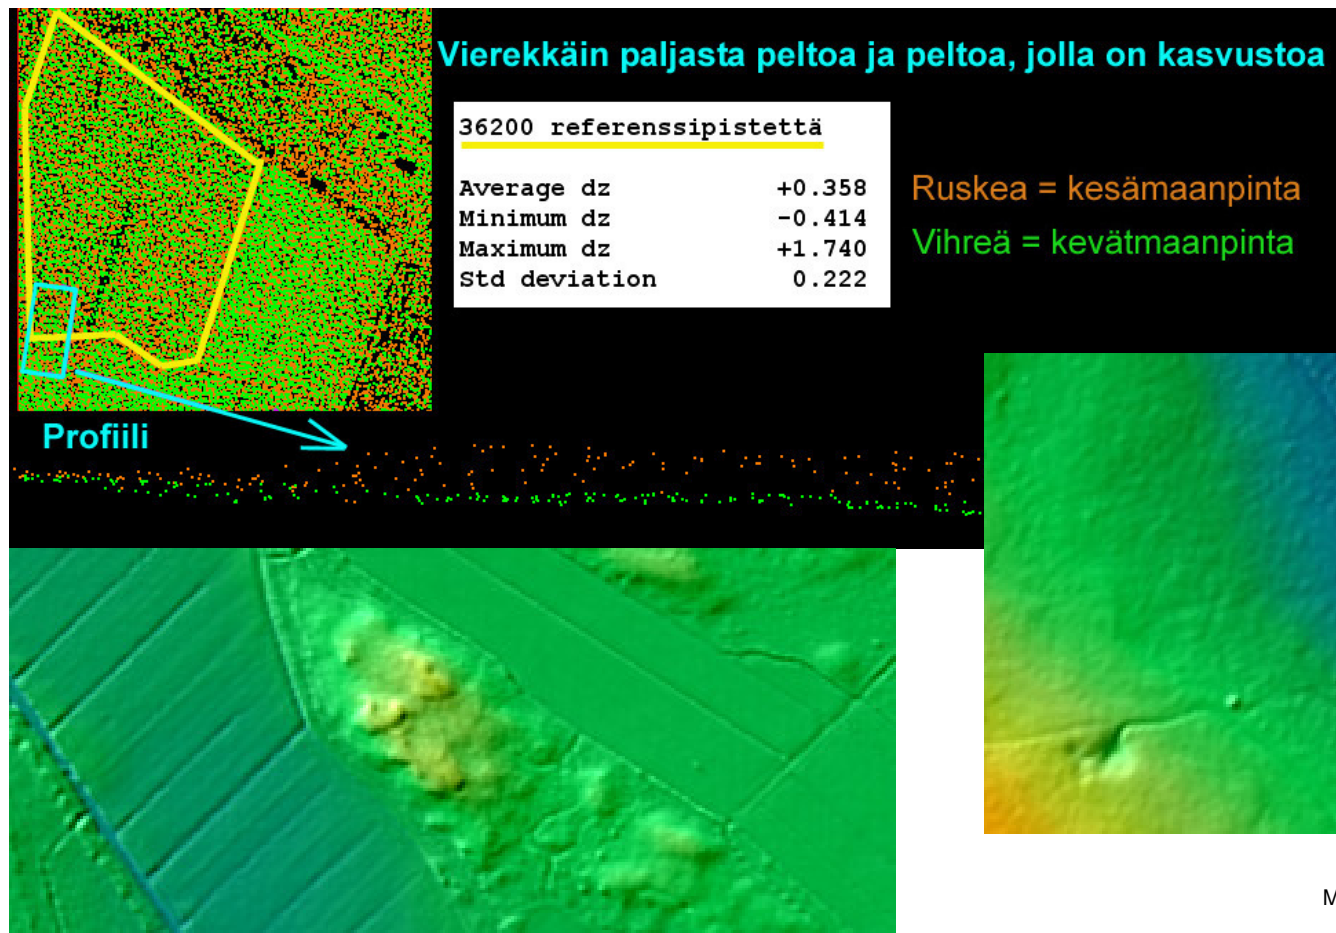 Vierekkäin paljasta peltoa ja peltoa, jolla on kasvustoa
36200 referenssipistettä
Average dz +0.358
Minimum dz -0.414
Maximum dz +1.740
Std deviation 0.222
Ruskea = kesämaanpinta
Vihreä = kevätmaanpinta
Profiili
M